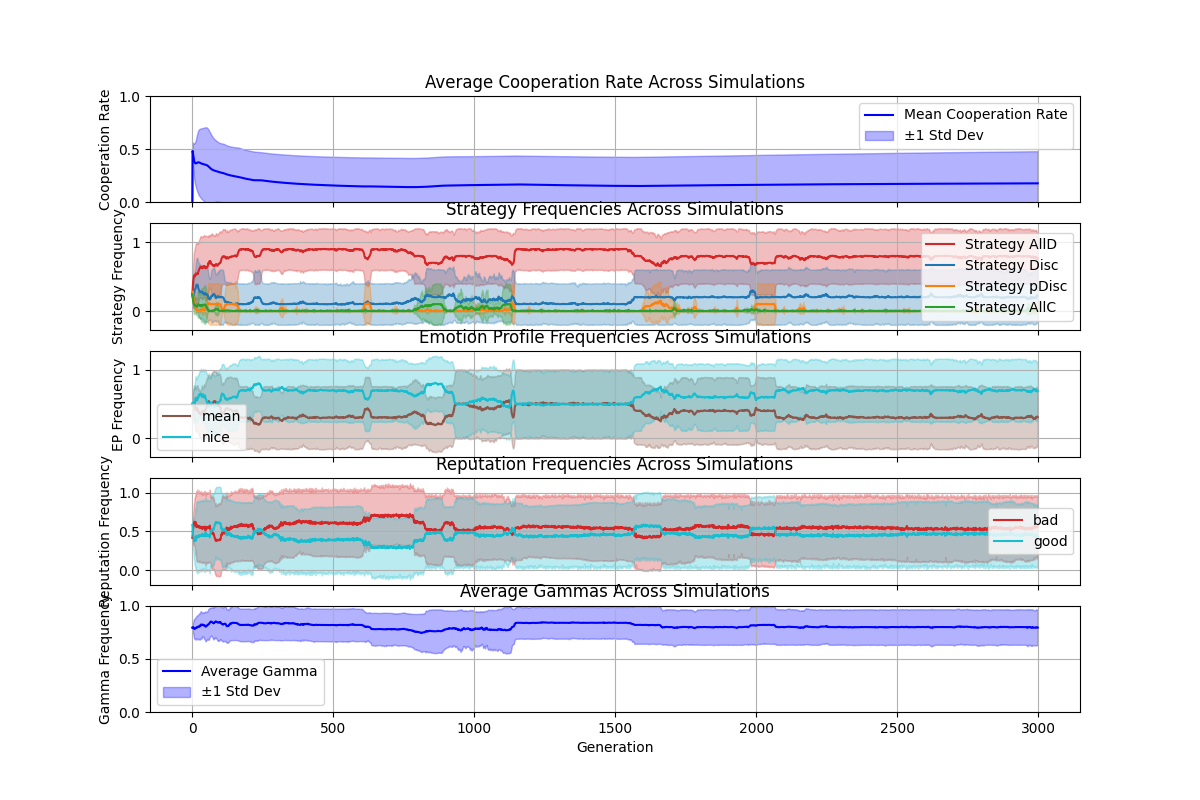 Average Cooperation Rate Across Simulations
Cooperation Rate
1.0
0.5
0.0
Mean Cooperation Rate
±1 Std Dev
Strategy Frequencies Across Simulations
Strategy Frequency
1
0
Strategy AllD
Strategy Disc
Strategy pDisc
Strategy AllC
Emotion Profile Frequencies Across Simulations
EP Frequency
1
0
mean
nice
Reputation Frequencies Across Simulations
Reputation Frequency
1.0
0.5
0.0
bad
good
Average Gammas Across Simulations
Gamma Frequency
1.0
0.5
0.0
Average Gamma
±1 Std Dev
0 500 1000 1500 2000 2500 3000
Generation